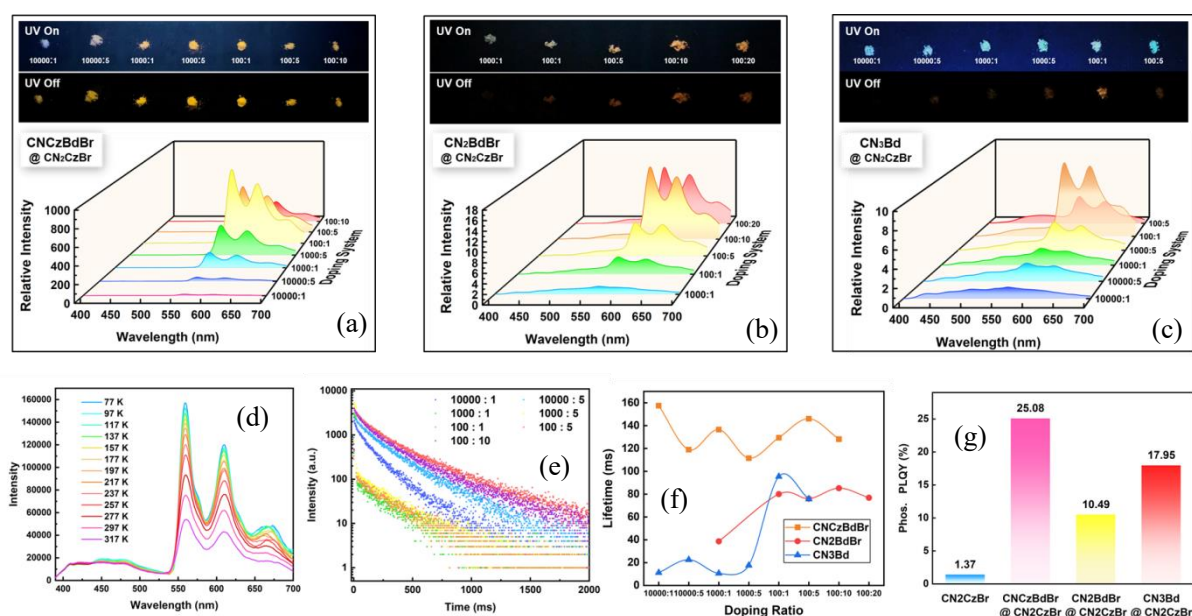 UV On
10000:1 10000:5 1000:1 1000:5 100:1 100:5 100:10
UV Off
CNCzBdBr
@ CN₂CzBr
Relative Intensity
1000
800
600
400
200
0
400 450 500 550 600 650 700
Wavelength (nm)
100:10
100:5
100:1
1000:5
1000:1
10000:5
10000:1
Doping System
(a)
UV On
1000:1 100:1 100:5 100:10 100:20
UV Off
CN₂BdBr
@ CN₂CzBr
Relative Intensity
18
16
14
12
10
8
6
4
2
400 450 500 550 600 650 700
Wavelength (nm)
100:20
100:10
100:5
100:1
1000:1
Doping System
(b)
UV On
10000:1 10000:5 1000:1 1000:5 100:1 100:5
UV Off
CN₃Bd
@ CN₂CzBr
Relative Intensity
10
8
6
4
2
0
400 450 500 550 600 650 700
Wavelength (nm)
100:5
100:1
1000:5
1000:1
10000:5
10000:1
Doping System
(c)
Intensity
160000
140000
120000
100000
80000
60000
40000
20000
0
77 K
97 K
117 K
137 K
157 K
177 K
197 K
217 K
237 K
257 K
277 K
297 K
317 K
(d)
400 450 500 550 600 650 700
Wavelength (nm)
Intensity (a.u.)
10000
1000
100
10
1
10000 : 1 10000 : 5
1000 : 1 1000 : 5
100 : 1 100 : 5
100 : 10
(e)
0 500 1000 1500 2000
Time (ms)
Lifetime (ms)
160
140
120
100
80
60
40
20
0
(f)
CNCzBdBr
CN2BdBr
CN3Bd
10000:1 10000:5 1000:1 1000:5 100:1 100:5 100:10 100:20
Doping Ratio
Phos. PLQY (%)
25
20
15
10
5
0
(g)
1.37
25.08
10.49
17.95
CN2CzBr CNCzBdBr CN2BdBr CN3Bd
@ CN2CzBr @ CN2CzBr @ CN2CzBr